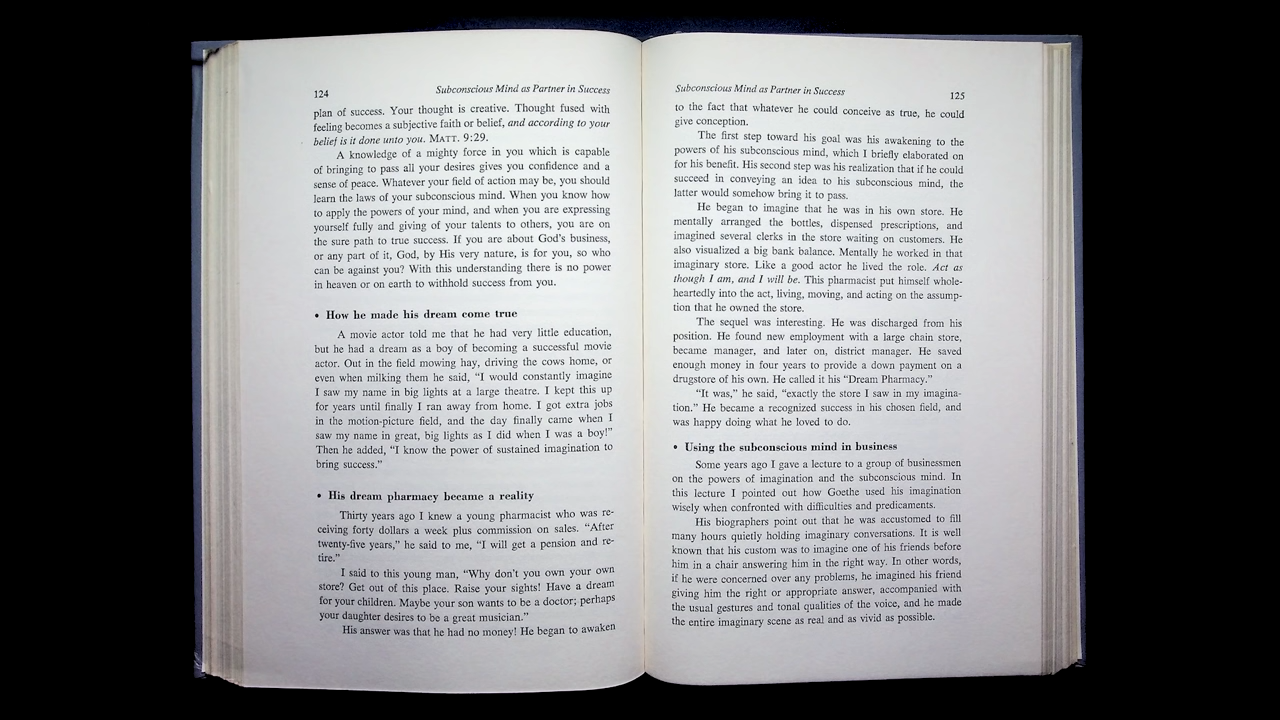 124
Subconscious Mind as Partner in Success
plan of success. Your thought is creative. Thought fused with
feeling becomes a subjective faith or belief, and according to your
belief is it done unto you. MATT. 9:29.
A knowledge of a mighty force in you which is capable
of bringing to pass all your desires gives you confidence and a
sense of peace. Whatever your field of action may be, you should
learn the laws of your subconscious mind. When you know how
to apply the powers of your mind, and when you are expressing
yourself fully and giving of your talents to others, you are on
the sure path to true success. If you are about God's business,
or any part of it, God, by His very nature, is for you, so who
can be against you? With this understanding there is no power
in heaven or on earth to withhold success from you.
• How he made his dream come true
A movie actor told me that he had very little education,
but he had a dream as a boy of becoming a successful movie
actor. Out in the field mowing hay, driving the cows home, or
even when milking them he said, “I would constantly imagine
I saw my name in big lights at a large theatre. I kept this up
for years until finally I ran away from home. I got extra jobs
in the motion-picture field, and the day finally came when I
saw my name in great, big lights as I did when I was a boy!”
Then he added, “I know the power of sustained imagination to
bring success.”
• His dream pharmacy became a reality
Thirty years ago I knew a young pharmacist who was re-
ceiving forty dollars a week plus commission on sales. “After
twenty-five years,” he said to me, “I will get a pension and re-
tire.”
I said to this young man, “Why don't you own your own
store? Get out of this place. Raise your sights! Have a dream
for your children. Maybe your son wants to be a doctor; perhaps
your daughter desires to be a great musician.”
His answer was that he had no money! He began to awaken
Subconscious Mind as Partner in Success
125
to the fact that whatever he could conceive as true, he could
give conception.
The first step toward his goal was his awakening to the
powers of his subconscious mind, which I briefly elaborated on
for his benefit. His second step was his realization that if he could
succeed in conveying an idea to his subconscious mind, the
latter would somehow bring it to pass.
He began to imagine that he was in his own store. He
mentally arranged the bottles, dispensed prescriptions, and
imagined several clerks in the store waiting on customers. He
also visualized a big bank balance. Mentally he worked in that
imaginary store. Like a good actor he lived the role. Act as
though I am, and I will be. This pharmacist put himself whole-
heartedly into the act, living, moving, and acting on the assump-
tion that he owned the store.
The sequel was interesting. He was discharged from his
position. He found new employment with a large chain store,
became manager, and later on, district manager. He saved
enough money in four years to provide a down payment on a
drugstore of his own. He called it his “Dream Pharmacy.”
“It was,” he said, “exactly the store I saw in my imagina-
tion.” He became a recognized success in his chosen field, and
was happy doing what he loved to do.
• Using the subconscious mind in business
Some years ago I gave a lecture to a group of businessmen
on the powers of imagination and the subconscious mind. In
this lecture I pointed out how Goethe used his imagination
wisely when confronted with difficulties and predicaments.
His biographers point out that he was accustomed to fill
many hours quietly holding imaginary conversations. It is well
known that his custom was to imagine one of his friends before
him in a chair answering him in the right way. In other words,
if he were concerned over any problems, he imagined his friend
giving him the right or appropriate answer, accompanied with
the usual gestures and tonal qualities of the voice, and he made
the entire imaginary scene as real and as vivid as possible.